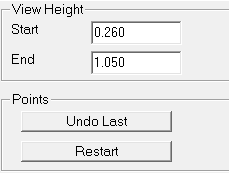 View Height
Start 0.260
End 1.050
Points
Undo Last
Restart